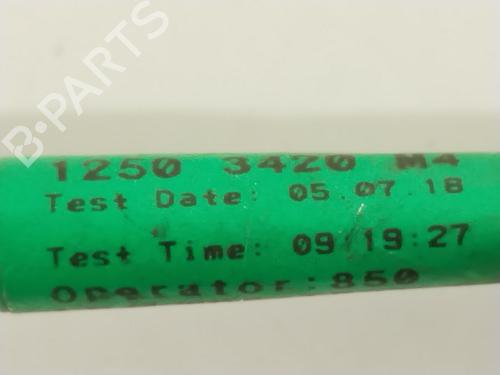 B-PARTS
1250 3420 M4
Test Date: 05.07.18
Test Time: 09:19:27
Operator:850